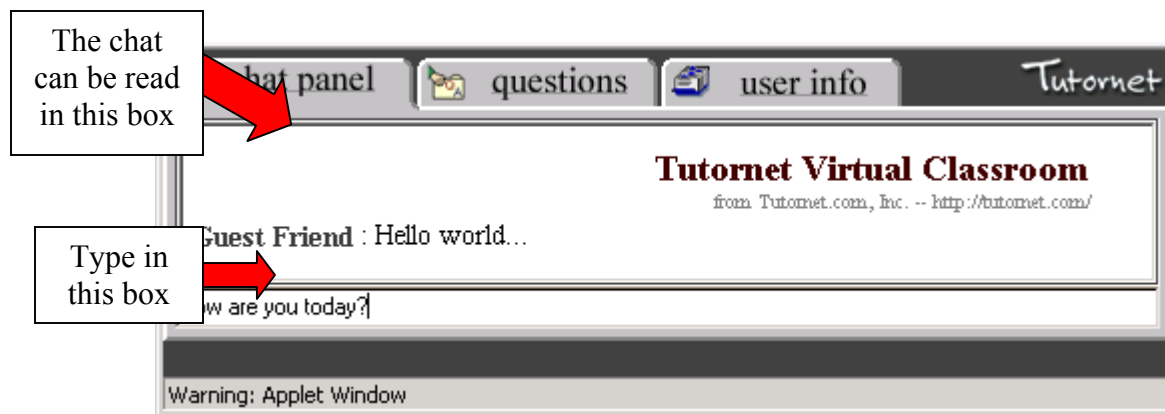 The chat
can be read
in this box
hat panel
questions
user info
Tutornet
Tutornet Virtual Classroom
from Tutornet.com, Inc. -- http://tutornet.com/
Guest Friend : Hello world...
Type in
this box
ow are you today?
Warning: Applet Window